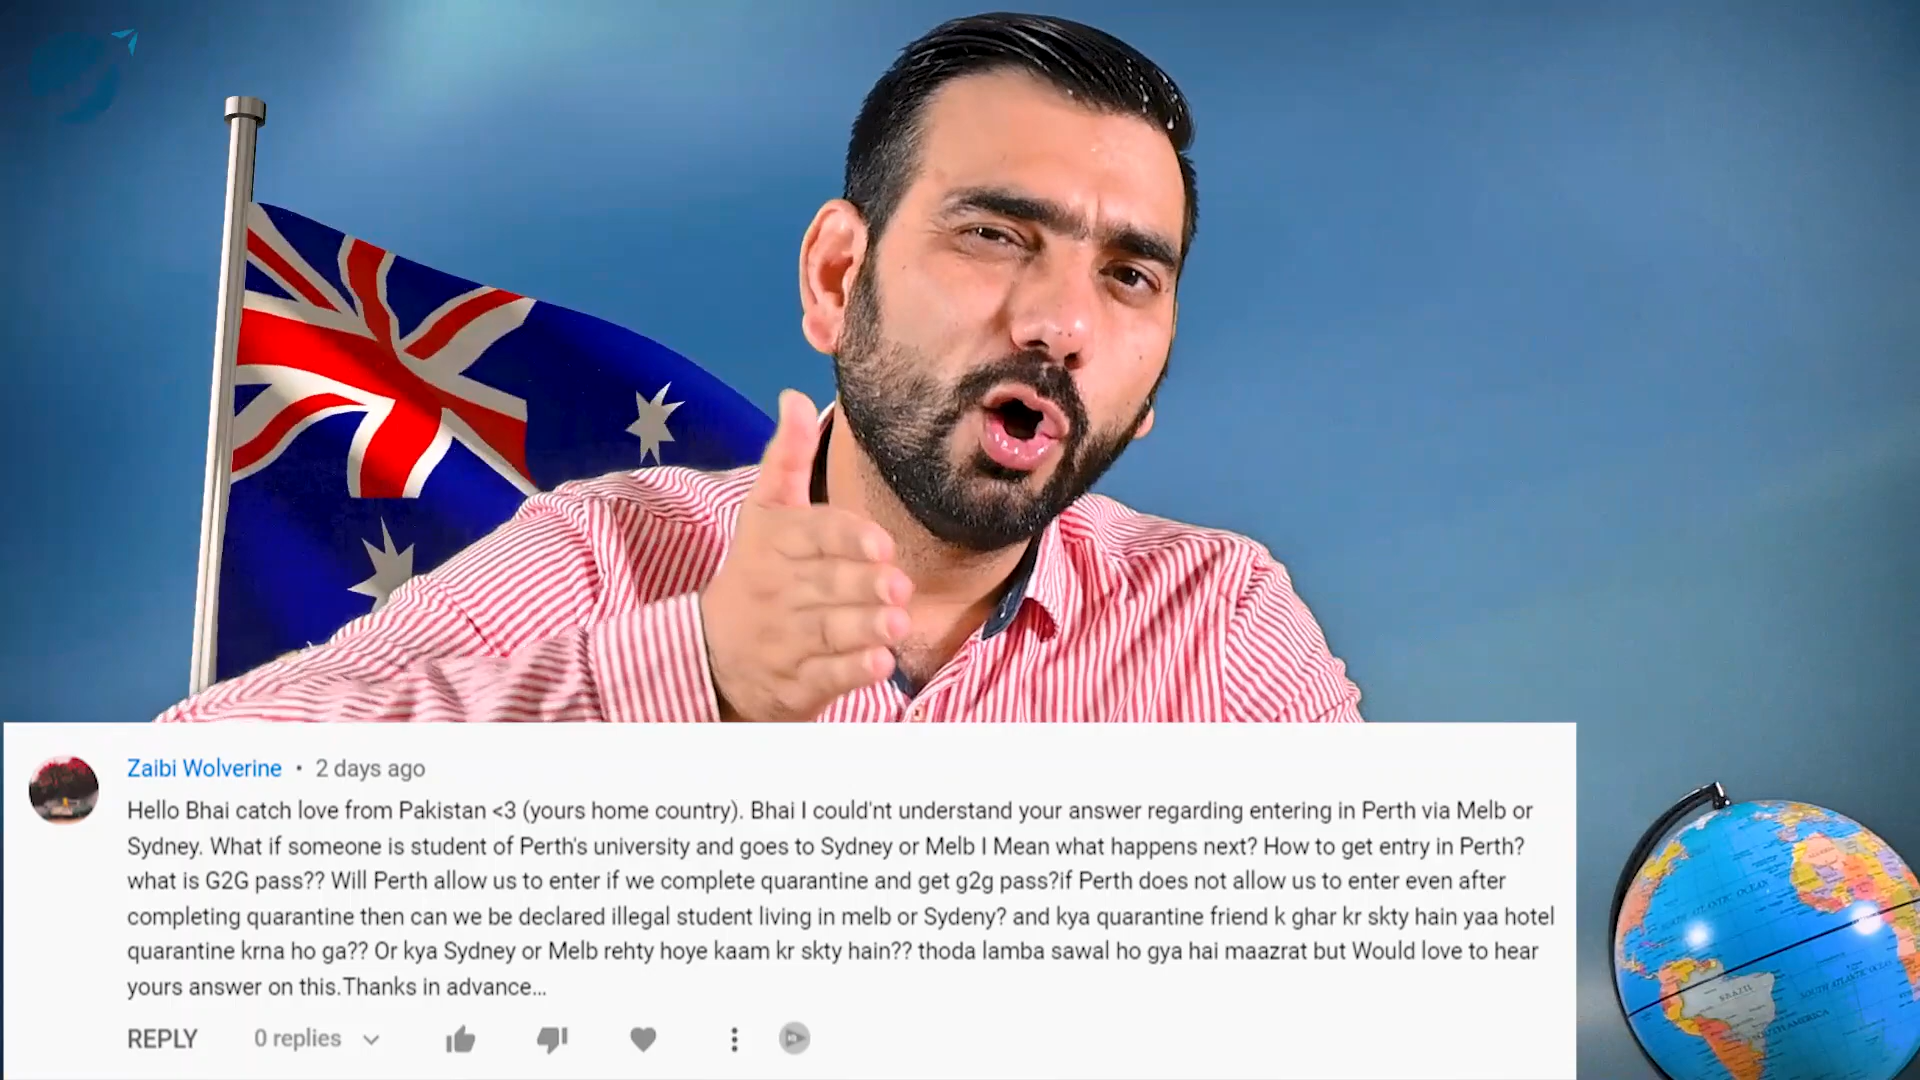 Zaibi Wolverine • 2 days ago
Hello Bhai catch love from Pakistan <3 (yours home country). Bhai I could'nt understand your answer regarding entering in Perth via Melb or
Sydney. What if someone is student of Perth's university and goes to Sydney or Melb I Mean what happens next? How to get entry in Perth?
what is G2G pass?? Will Perth allow us to enter if we complete quarantine and get g2g pass?if Perth does not allow us to enter even after
completing quarantine then can we be declared illegal student living in melb or Sydeny? and kya quarantine friend k ghar kr skty hain yaa hotel
quarantine krna ho ga?? Or kya Sydney or Melb rehty hoye kaam kr skty hain?? thoda lamba sawal ho gya hai maazrat but Would love to hear
yours answer on this.Thanks in advance...
REPLY 0 replies
BRAZIL
SOUTH AMERICA
SOUTH ATLANTIC OCEAN